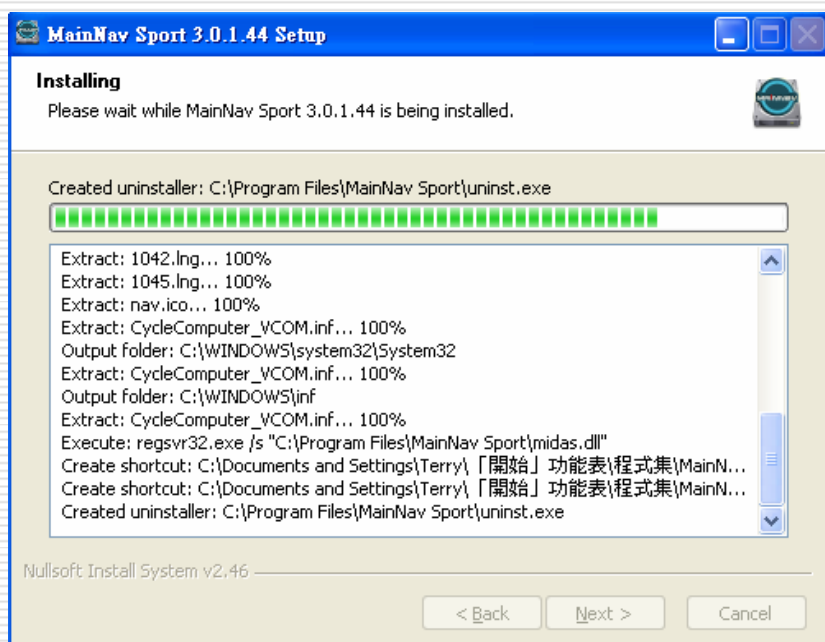 MainNav Sport 3.0.1.44 Setup
Installing
Please wait while MainNav Sport 3.0.1.44 is being installed.
MAINNAV
Created uninstaller: C:\Program Files\MainNav Sport\uninst.exe
Extract: 1042.lng... 100%
Extract: 1045.lng... 100%
Extract: nav.ico... 100%
Extract: CycleComputer_VCOM.inf... 100%
Output folder: C:\WINDOWS\system32\System32
Extract: CycleComputer_VCOM.inf... 100%
Output folder: C:\WINDOWS\inf
Extract: CycleComputer_VCOM.inf... 100%
Execute: regsvr32.exe /s "C:\Program Files\MainNav Sport\midas.dll"
Create shortcut: C:\Documents and Settings\Terry\「開始」功能表\程式集\MainN...
Create shortcut: C:\Documents and Settings\Terry\「開始」功能表\程式集\MainN...
Created uninstaller: C:\Program Files\MainNav Sport\uninst.exe
Nullsoft Install System v2.46
< Back Next > Cancel